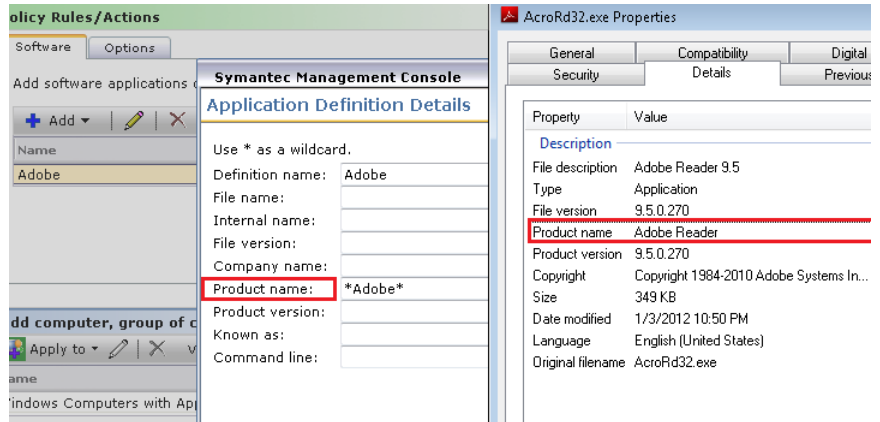 olicy Rules/Actions
Software Options
Add software applications
Add
Name
Adobe
dd computer, group of c
Apply to
ame
indows Computers with Ap
Symantec Management Console
Application Definition Details
Use * as a wildcard.
Definition name: Adobe
File name:
Internal name:
File version:
Company name:
Product name: *Adobe*
Product version:
Known as:
Command line:
AcroRd32.exe Properties
General Compatibility Digital
Security Details Previous
Property Value
Description
File description Adobe Reader 9.5
Type Application
File version 9.5.0.270
Product name Adobe Reader
Product version 9.5.0.270
Copyright Copyright 1984-2010 Adobe Systems In...
Size 349 KB
Date modified 1/3/2012 10:50 PM
Language English (United States)
Original filename AcroRd32.exe